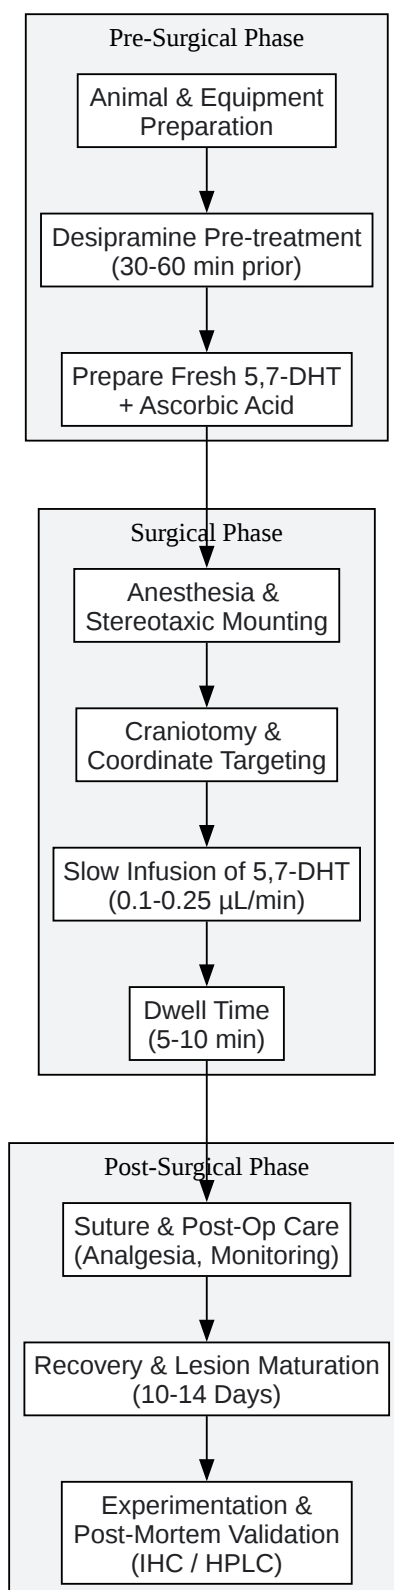 Pre-Surgical Phase
Animal & Equipment
Preparation
Desipramine Pre-treatment
(30-60 min prior)
Prepare Fresh 5,7-DHT
+ Ascorbic Acid
Surgical Phase
Anesthesia &
Stereotaxic Mounting
Craniotomy &
Coordinate Targeting
Slow Infusion of 5,7-DHT
(0.1-0.25 µL/min)
Dwell Time
(5-10 min)
Post-Surgical Phase
Suture & Post-Op Care
(Analgesia, Monitoring)
Recovery & Lesion Maturation
(10-14 Days)
Experimentation &
Post-Mortem Validation
(IHC / HPLC)